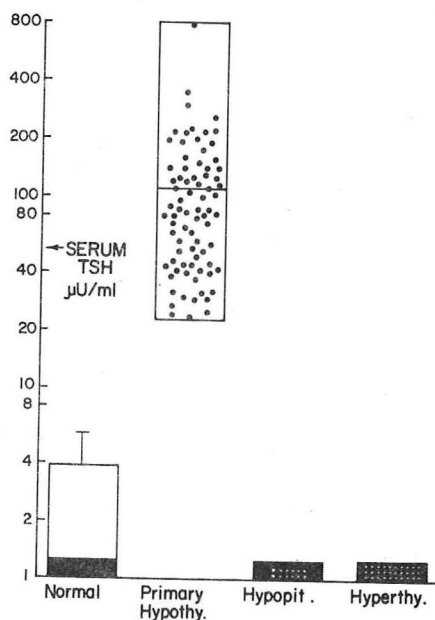 800
400
200
100
80
←SERUM
TSH
40
μU/ml
20
10
8
4
2
1
Normal
Primary
Hypothy.
Hypopit.
Hyperthy.